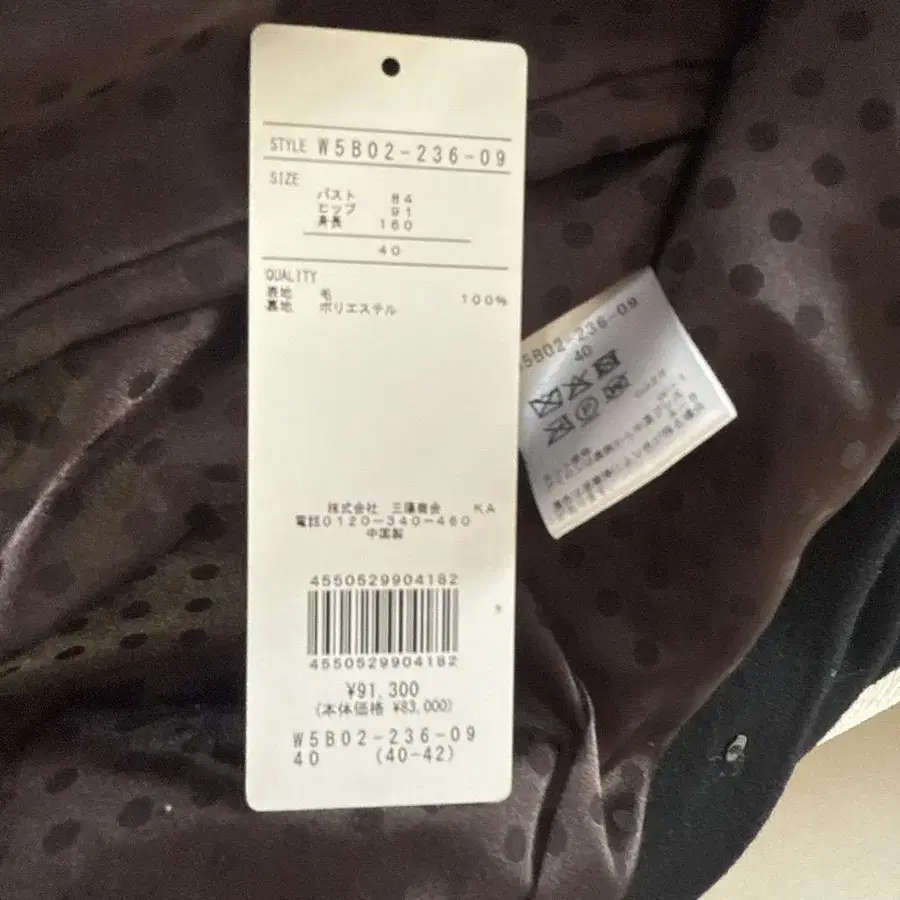 STYLE W5B02-236-09
SIZE
バスト 84
ヒップ 91
身長 160
40
QUALITY
表地 毛 100%
裏地 ポリエステル
株式会社 三陽商会 KA
電話0120-340-460
中国製
4550529904182
4550529904182
¥91,300
(本体価格 ¥83,000)
W5B02-236-09
40 (40-42)
5B02-236-09
40